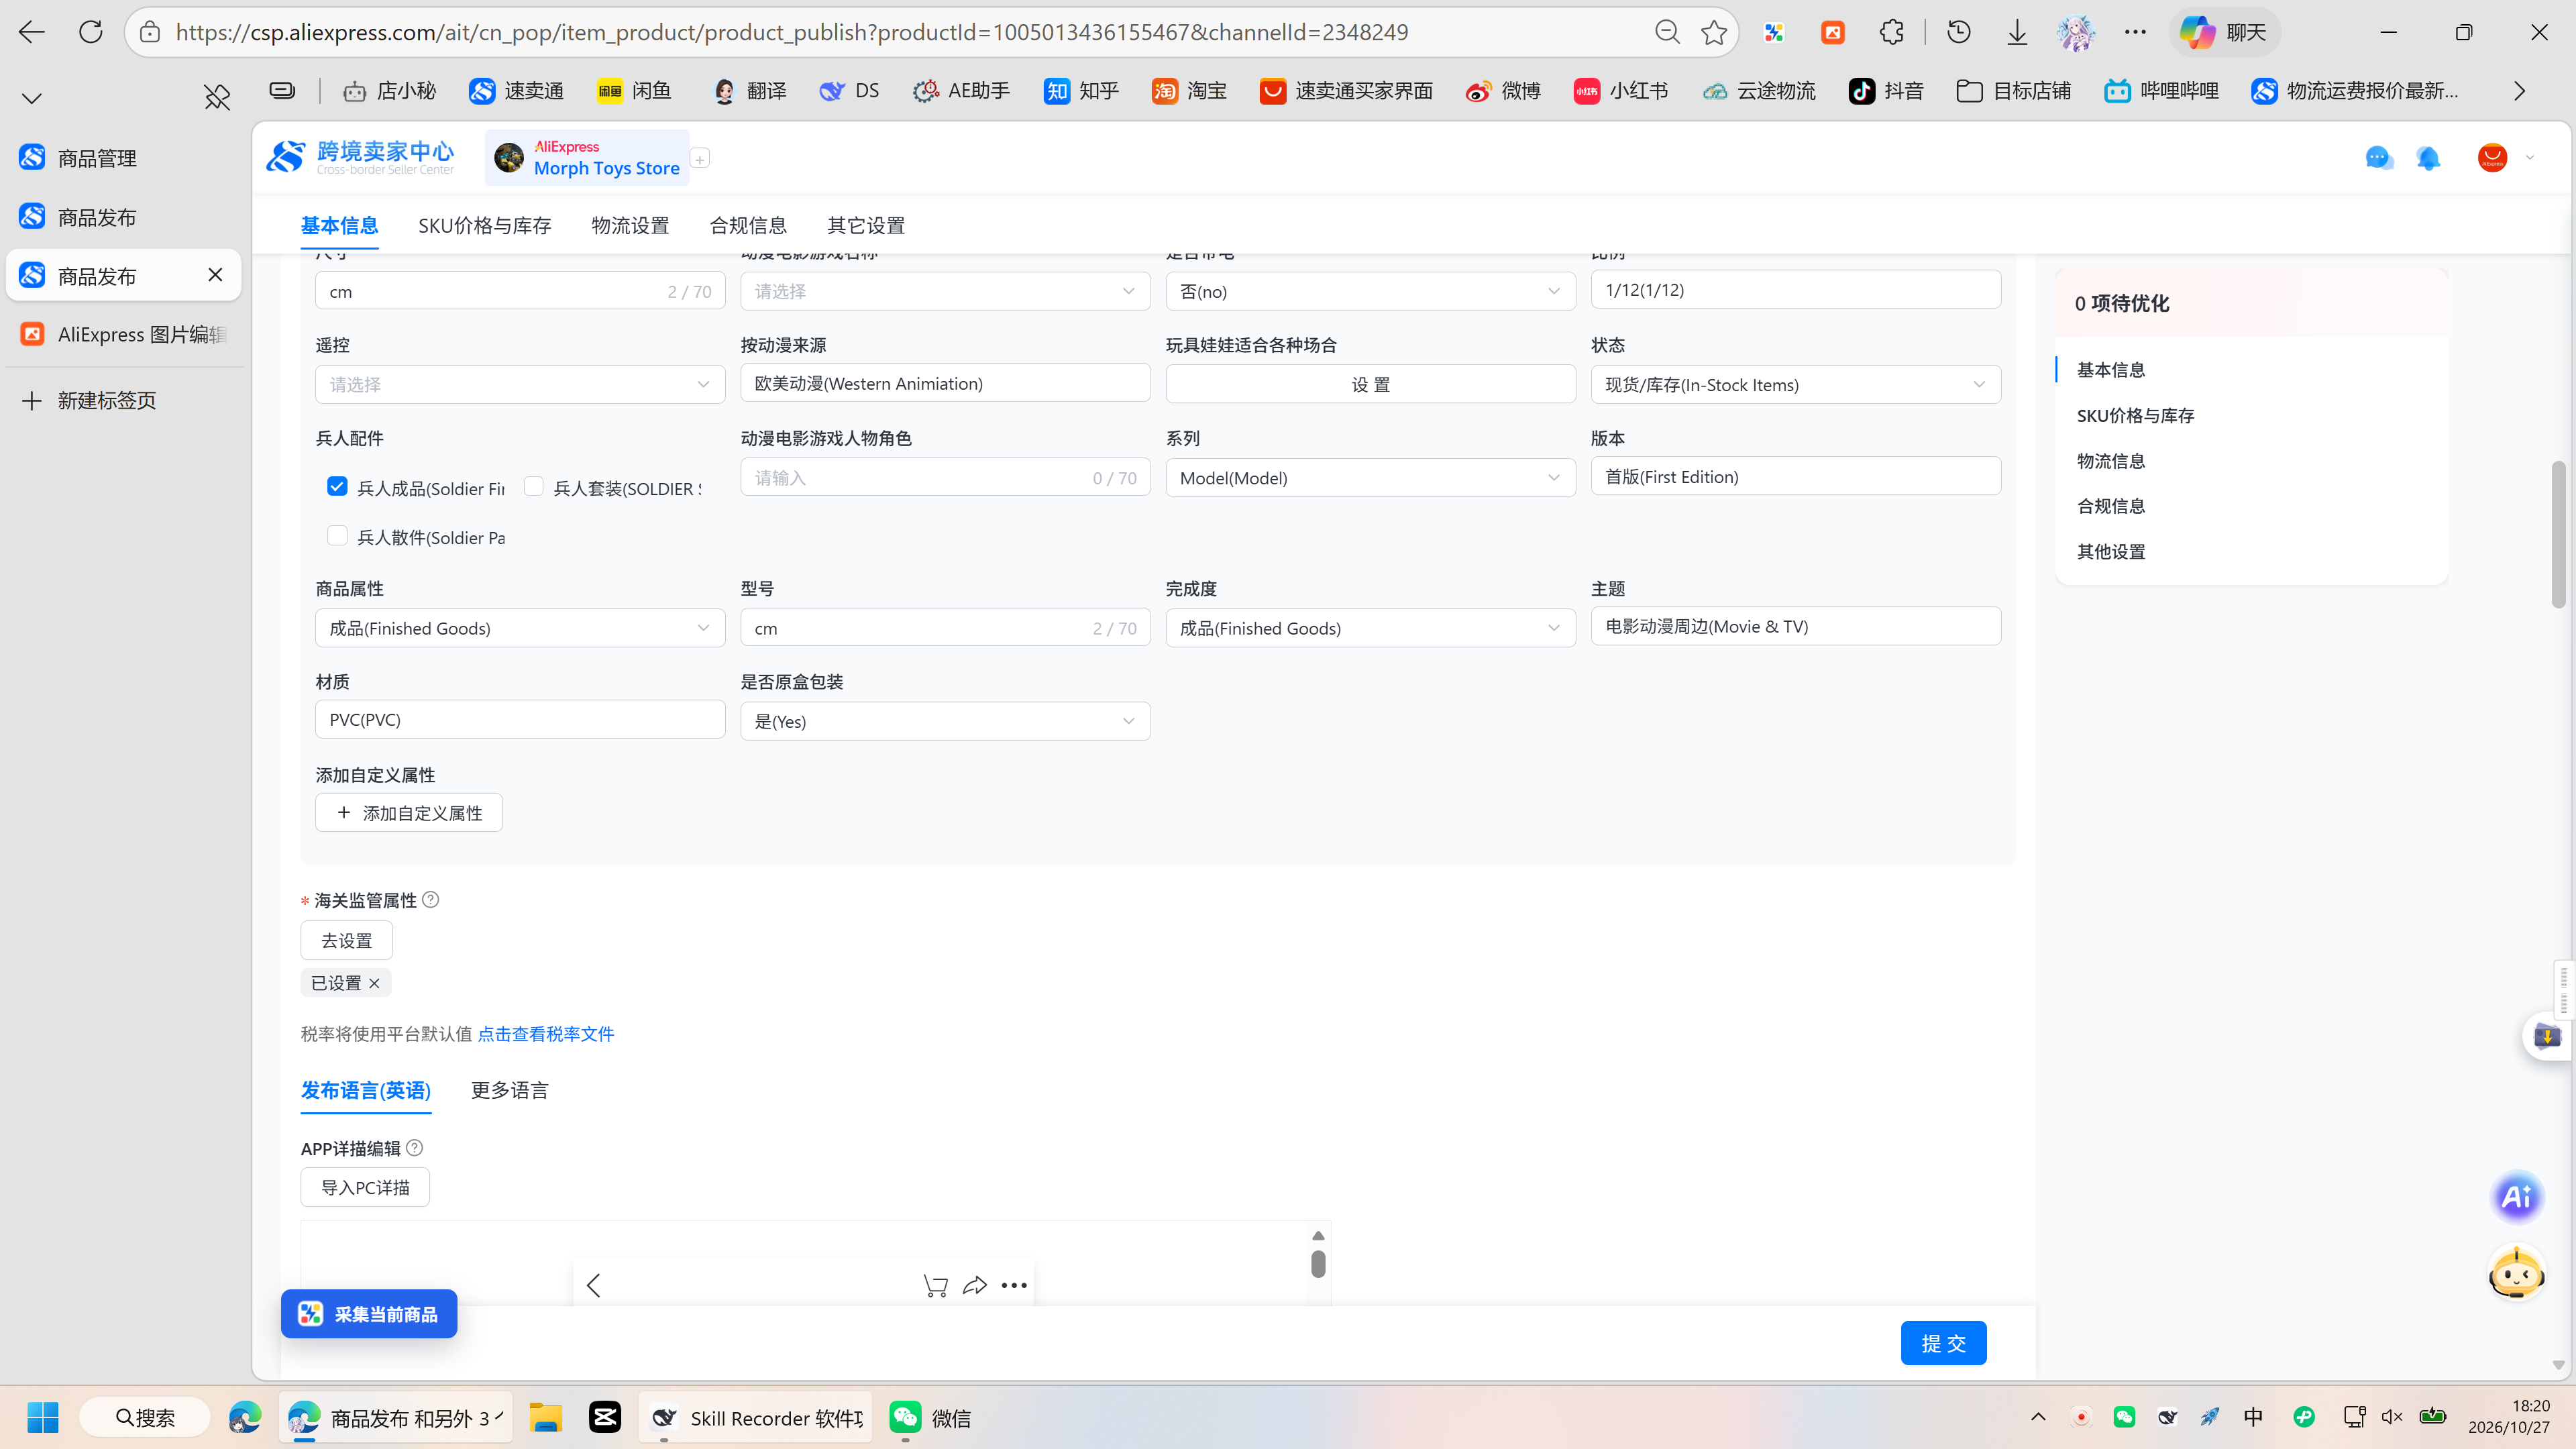 https://csp.aliexpress.com/ait/cn_pop/item_product/product_publish?productId=1005013436155467&channelId=2348249
聊天
店小秘
速卖通
闲鱼
翻译
DS
AE助手
知乎
淘宝
速卖通买家界面
微博
小红书
云途物流
抖音
目标店铺
哔哩哔哩
物流运费报价最新...
商品管理
商品发布
商品发布
AliExpress 图片编辑
新建标签页
跨境卖家中心
Cross-border Seller Center
AliExpress
Morph Toys Store
基本信息
SKU价格与库存
物流设置
合规信息
其它设置
尺寸
动漫电影游戏名称
是否带电
比例
cm
2 / 70
请选择
否(no)
1/12(1/12)
遥控
按动漫来源
玩具娃娃适合各种场合
状态
请选择
欧美动漫(Western Animiation)
设 置
现货/库存(In-Stock Items)
兵人配件
动漫电影游戏人物角色
系列
版本
兵人成品(Soldier Fir
兵人套装(SOLDIER S
请输入
0 / 70
Model(Model)
首版(First Edition)
兵人散件(Soldier Pa
商品属性
型号
完成度
主题
成品(Finished Goods)
cm
2 / 70
成品(Finished Goods)
电影动漫周边(Movie & TV)
材质
是否原盒包装
PVC(PVC)
是(Yes)
添加自定义属性
+ 添加自定义属性
* 海关监管属性
去设置
已设置
税率将使用平台默认值 点击查看税率文件
发布语言(英语)
更多语言
APP详描编辑
导入PC详描
采集当前商品
提 交
0 项待优化
基本信息
SKU价格与库存
物流信息
合规信息
其他设置
Ai
搜索
商品发布 和另外 3 个
Skill Recorder 软件项
微信
中
18:20
2026/10/27